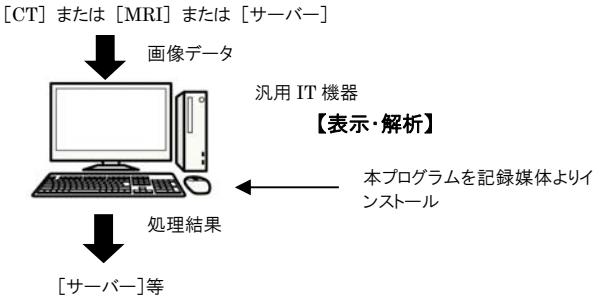 ［CT］または［MRI］または［サーバー］
画像データ
汎用 IT 機器
【表示・解析】
本プログラムを記録媒体よりイ
ンストール
処理結果
［サーバー］等